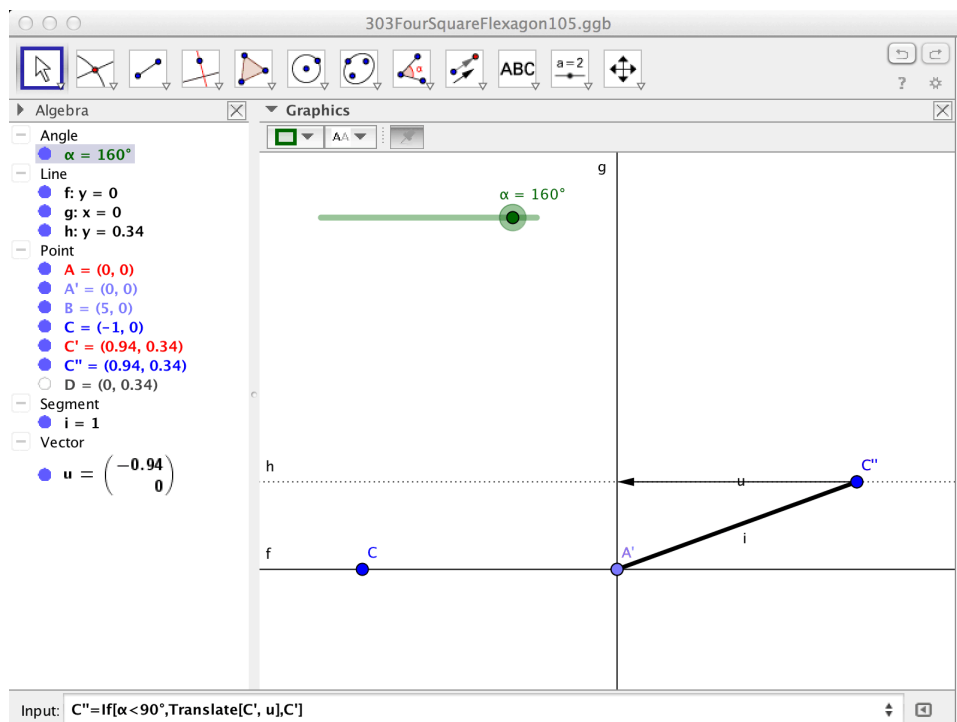 303FourSquareFlexagon105.ggb
ABC
a=2
?
Algebra
Graphics
AA
Angle
α = 160°
Line
f: y = 0
g: x = 0
h: y = 0.34
Point
A = (0, 0)
A' = (0, 0)
B = (5, 0)
C = (-1, 0)
C' = (0.94, 0.34)
C" = (0.94, 0.34)
D = (0, 0.34)
Segment
i = 1
Vector
u = (−0.94
0)
g
α = 160°
h
C"
u
i
f
C
A'
Input: C"=If[α<90°,Translate[C', u],C']